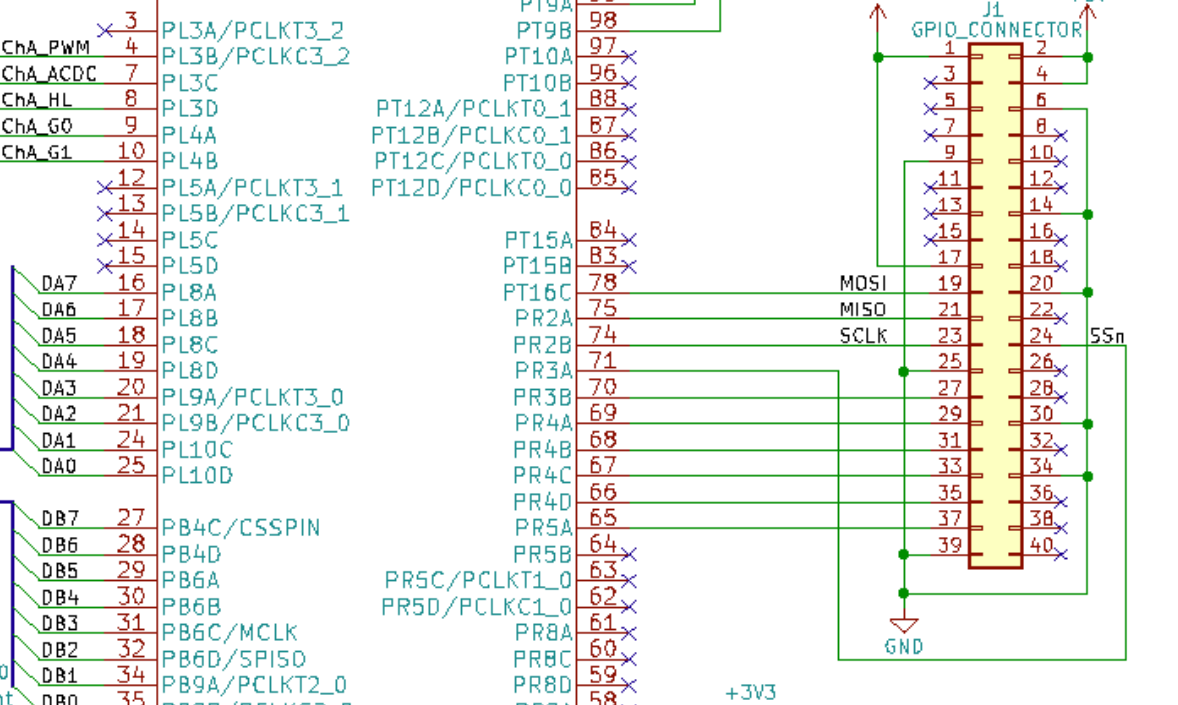 3 PL3A/PCLKT3_2
ChA_PWM 4 PL3B/PCLKC3_2
ChA_ACDC 7 PL3C
ChA_HL 8 PL3D
ChA_G0 9 PL4A
ChA_G1 10 PL4B
12 PL5A/PCLKT3_1
13 PL5B/PCLKC3_1
14 PL5C
15 PL5D
DA7 16 PL8A
DA6 17 PL8B
DA5 18 PL8C
DA4 19 PL8D
DA3 20 PL9A/PCLKT3_0
DA2 21 PL9B/PCLKC3_0
DA1 24 PL10C
DA0 25 PL10D
DB7 27 PB4C/CSSPIN
DB6 28 PB4D
DB5 29 PB6A
DB4 30 PB6B
DB3 31 PB6C/MCLK
DB2 32 PB6D/SPISO
DB1 34 PB9A/PCLKT2_0
DB0 35
PT9A
PT9B 98
PT10A 97
PT10B 96
PT12A/PCLKT0_1 88
PT12B/PCLKC0_1 87
PT12C/PCLKT0_0 86
PT12D/PCLKC0_0 85
PT15A 84
PT15B 83
PT16C 78
PR2A 75
PR2B 74
PR3A 71
PR3B 70
PR4A 69
PR4B 68
PR4C 67
PR4D 66
PR5A 65
PR5B 64
PR5C/PCLKT1_0 63
PR5D/PCLKC1_0 62
PR8A 61
PR8C 60
PR8D 59
58
J1
GPIO_CONNECTOR
1 2
3 4
5 6
7 8
9 10
11 12
13 14
15 16
17 18
MOSI 19 20
MISO 21 22
SCLK 23 24 SSn
25 26
27 28
29 30
31 32
33 34
35 36
37 38
39 40
GND
+3V3